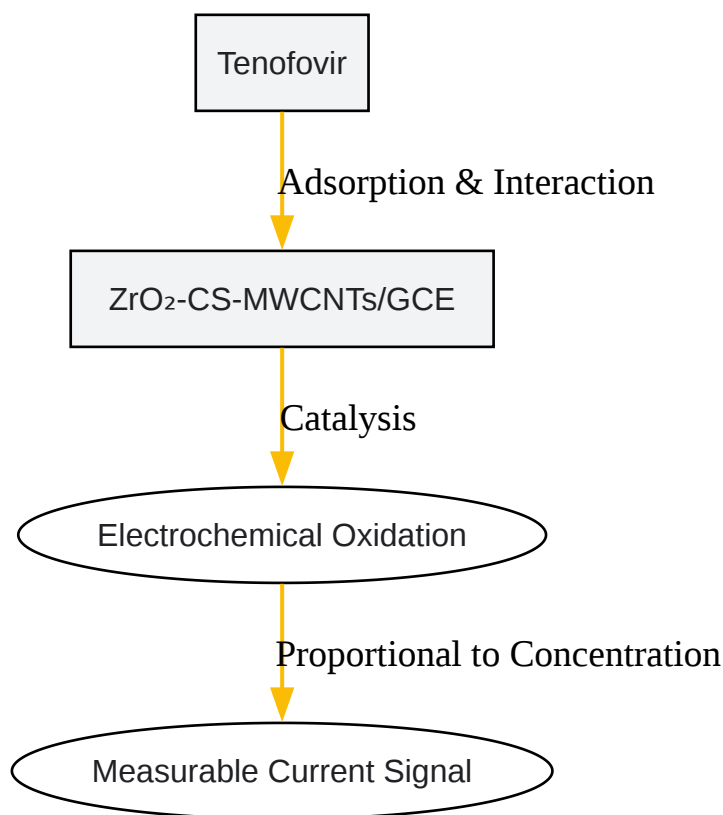 Tenofovir
Adsorption & Interaction
ZrO₂-CS-MWCNTs/GCE
Catalysis
Electrochemical Oxidation
Proportional to Concentration
Measurable Current Signal